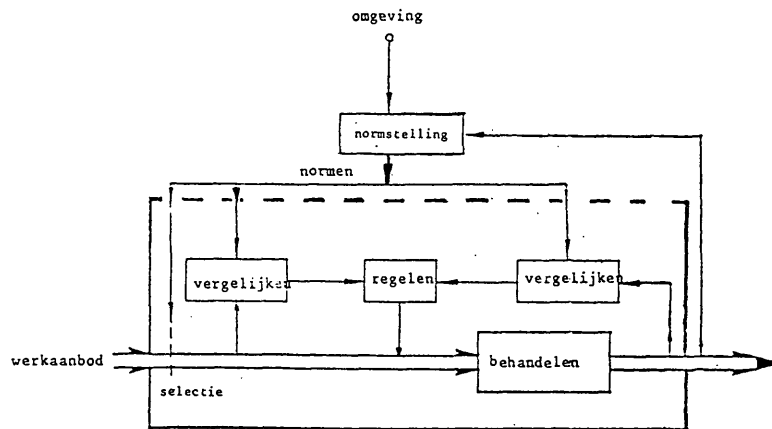 omgeving
normstelling
normen
vergelijken
regelen
vergelijken
werkaanbod
behandelen
selectie